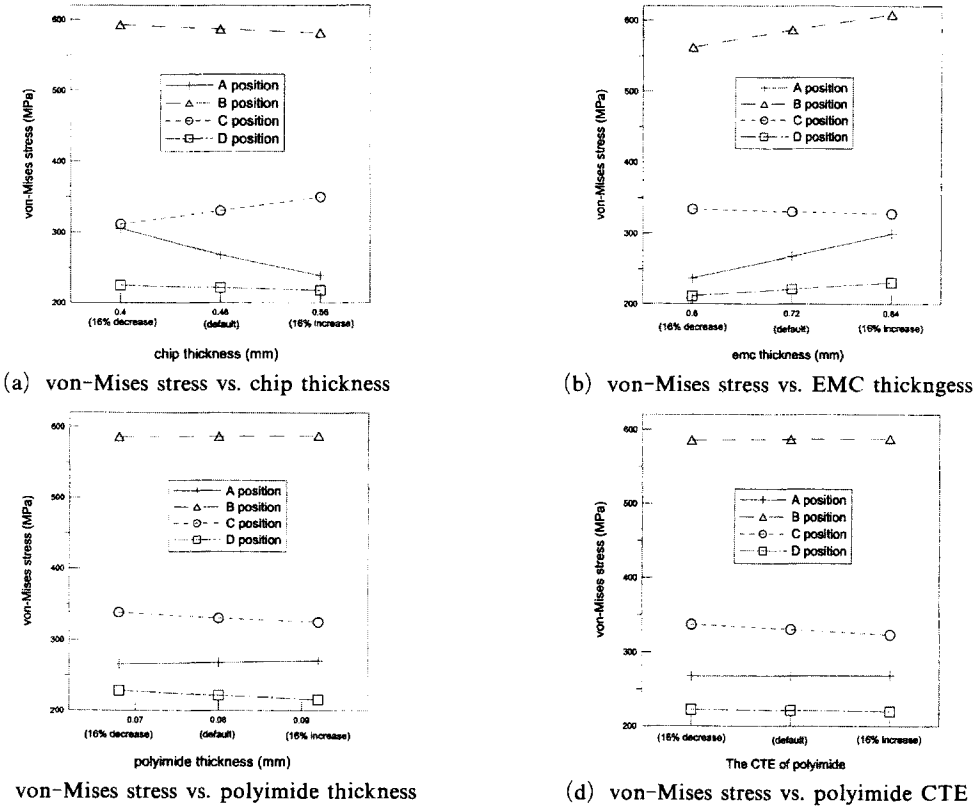 600
500
400
300
200
von-Mises stress (MPa)
A position
B position
C position
D position
0.4 0.48 0.56
(16% decrease) (default) (16% increase)
chip thickness (mm)
(a) von-Mises stress vs. chip thickness
600
500
400
300
200
von-Mises stress (MPa)
A position
B position
C position
D position
0.6 0.72 0.84
(16% decrease) (default) (16% increase)
emc thickness (mm)
(b) von-Mises stress vs. EMC thickngess
600
500
400
300
200
von-Mises stress (MPa)
A position
B position
C position
D position
0.07 0.08 0.09
(16% decrease) (default) (16% increase)
polyimide thickness (mm)
von-Mises stress vs. polyimide thickness
600
500
400
300
200
von-Mises stress (MPa)
A position
B position
C position
D position
(16% decrease) (default) (16% increase)
The CTE of polyimide
(d) von-Mises stress vs. polyimide CTE